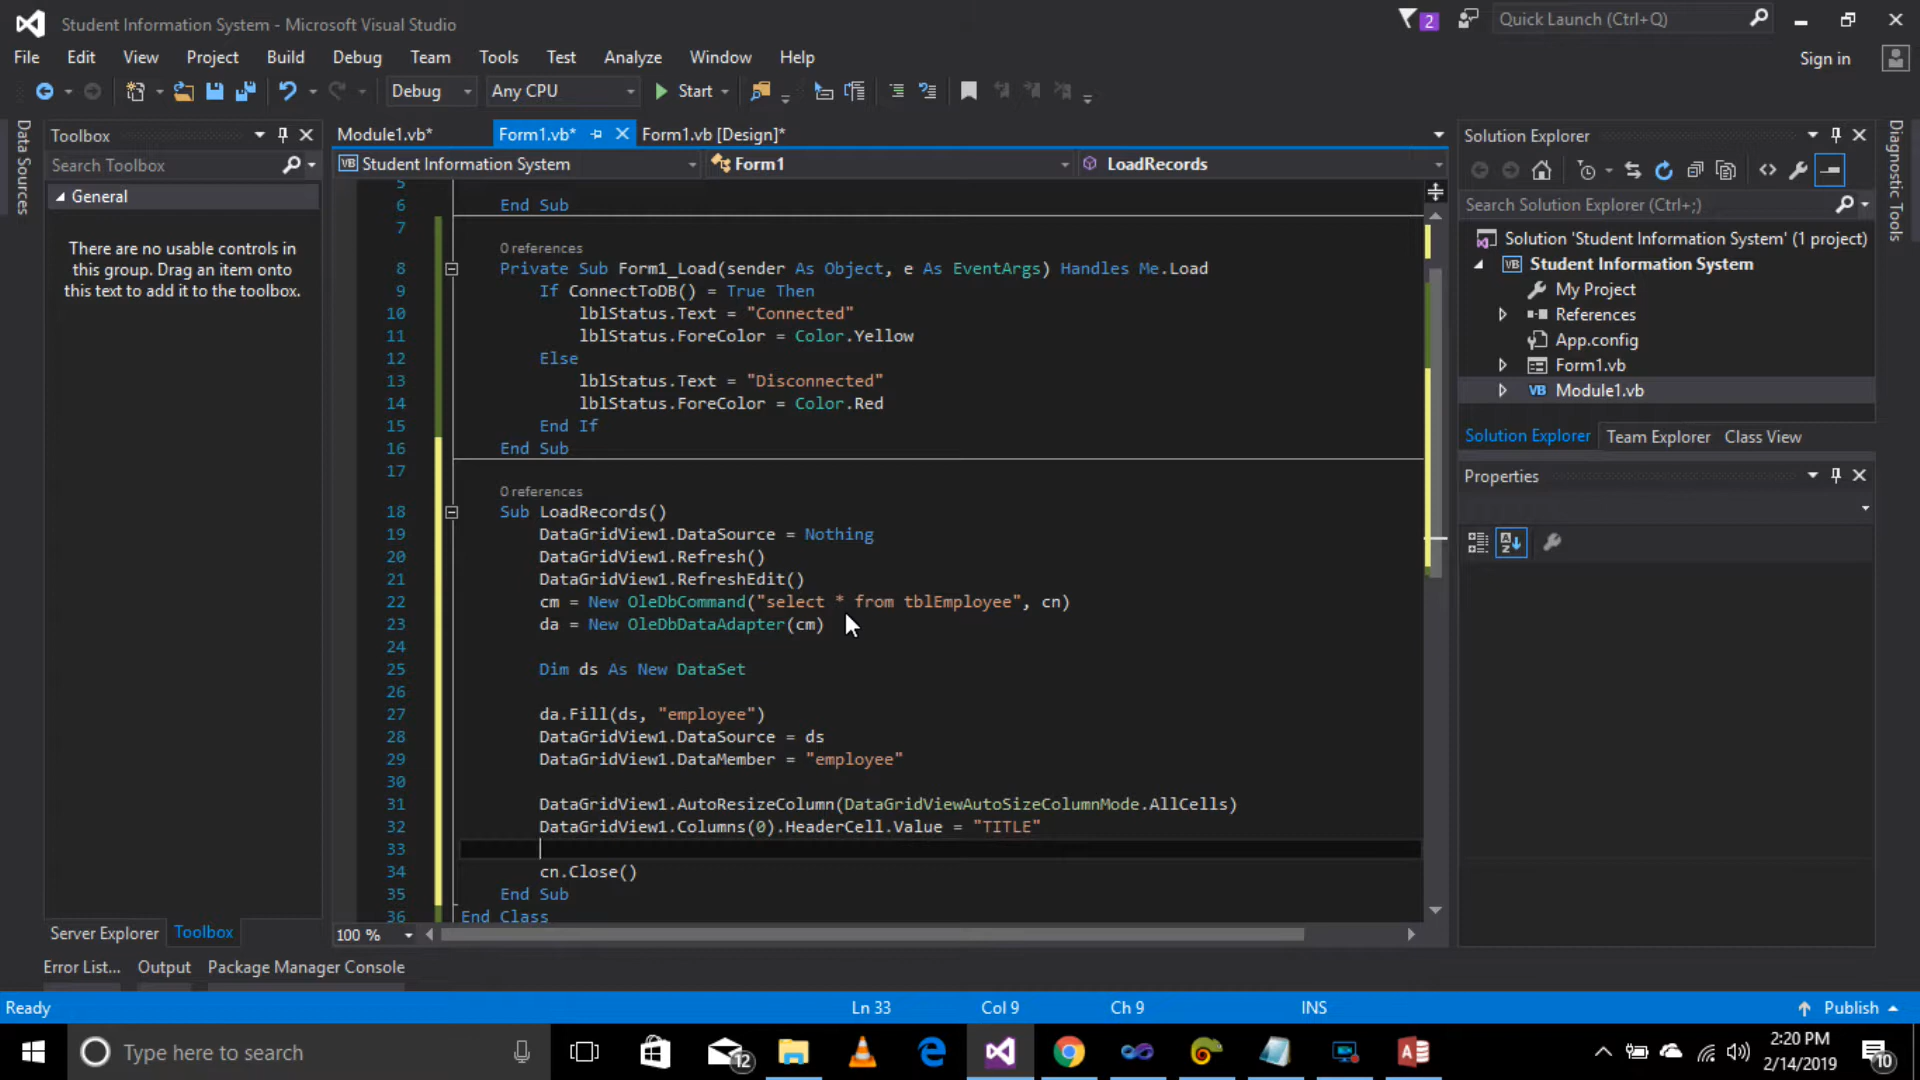 Student Information System - Microsoft Visual Studio
2
Quick Launch (Ctrl+Q)
File Edit View Project Build Debug Team Tools Test Analyze Window Help
Sign in
Debug Any CPU Start
Data Sources
Toolbox
Search Toolbox
General
There are no usable controls in
this group. Drag an item onto
this text to add it to the toolbox.
Server Explorer Toolbox
Module1.vb* Form1.vb* Form1.vb [Design]*
Student Information System Form1 LoadRecords
5
6 End Sub
7
0 references
8 Private Sub Form1_Load(sender As Object, e As EventArgs) Handles Me.Load
9 If ConnectToDB() = True Then
10 lblStatus.Text = "Connected"
11 lblStatus.ForeColor = Color.Yellow
12 Else
13 lblStatus.Text = "Disconnected"
14 lblStatus.ForeColor = Color.Red
15 End If
16 End Sub
17
0 references
18 Sub LoadRecords()
19 DataGridView1.DataSource = Nothing
20 DataGridView1.Refresh()
21 DataGridView1.RefreshEdit()
22 cm = New OleDbCommand("select * from tblEmployee", cn)
23 da = New OleDbDataAdapter(cm)
24
25 Dim ds As New DataSet
26
27 da.Fill(ds, "employee")
28 DataGridView1.DataSource = ds
29 DataGridView1.DataMember = "employee"
30
31 DataGridView1.AutoResizeColumn(DataGridViewAutoSizeColumnMode.AllCells)
32 DataGridView1.Columns(0).HeaderCell.Value = "TITLE"
33
34 cn.Close()
35 End Sub
36 End Class
100 %
Solution Explorer
Search Solution Explorer (Ctrl+;)
Solution 'Student Information System' (1 project)
VB Student Information System
My Project
References
App.config
Form1.vb
VB Module1.vb
Solution Explorer Team Explorer Class View
Properties
Diagnostic Tools
Error List... Output Package Manager Console
Ready Ln 33 Col 9 Ch 9 INS Publish
Type here to search
12
2:20 PM
2/14/2019
10